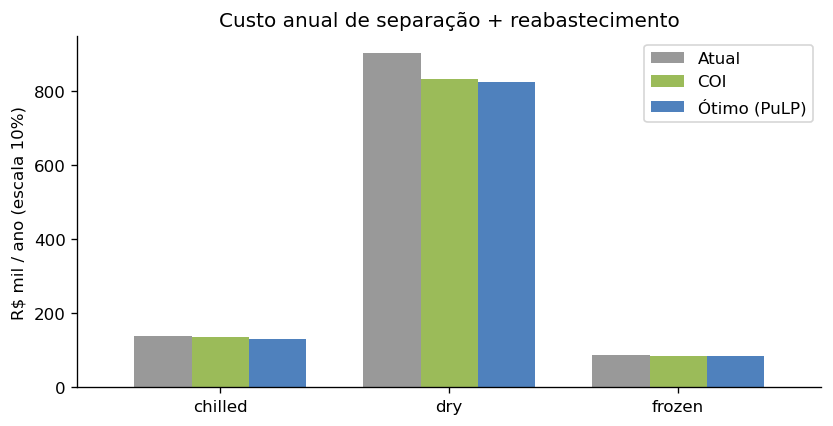 Custo anual de separação + reabastecimento
R$ mil / ano (escala 10%)
800
600
400
200
0
Atual
COI
Ótimo (PuLP)
chilled
dry
frozen